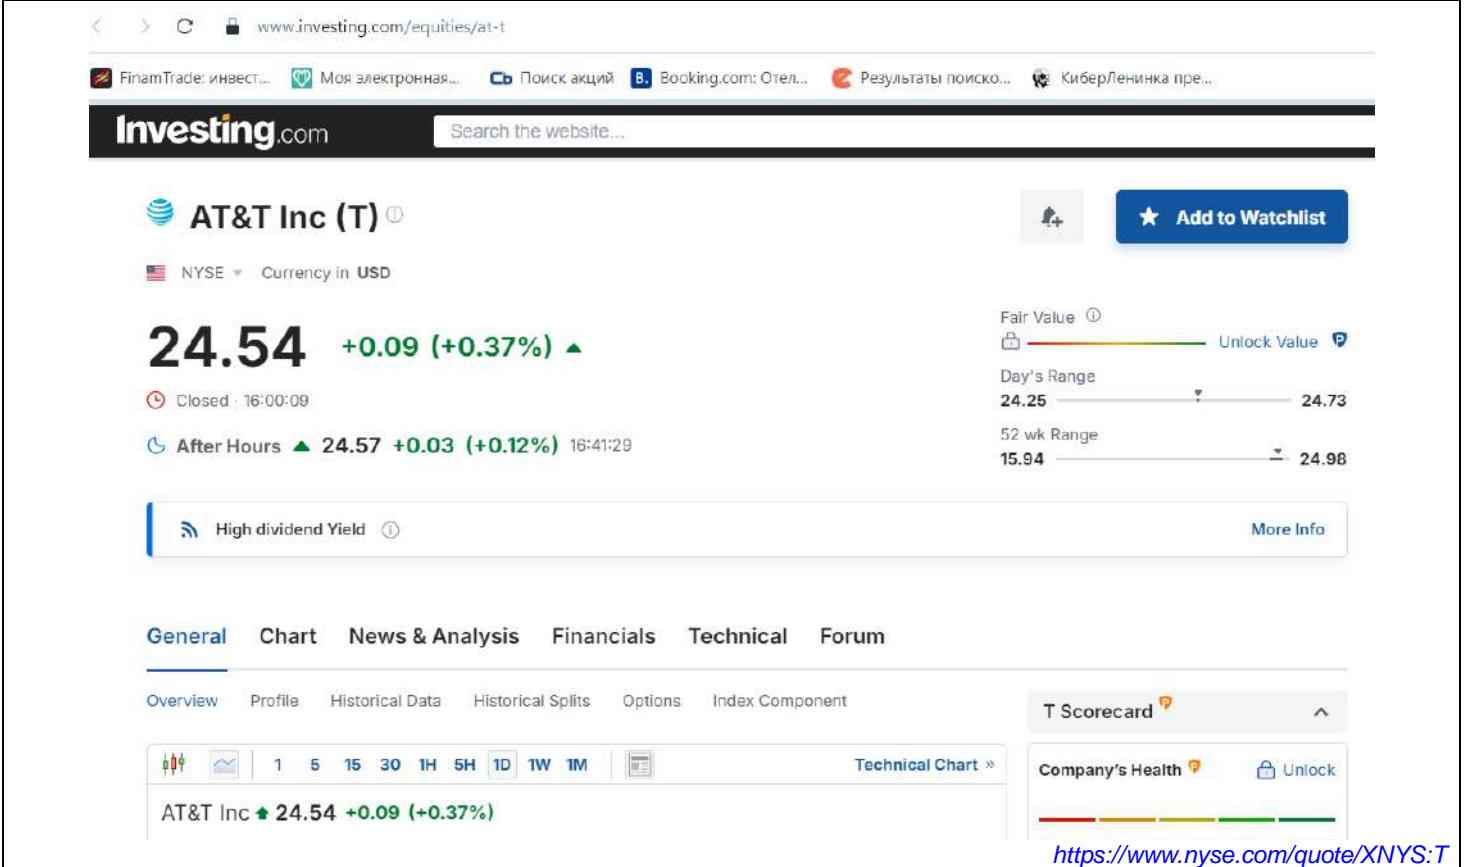 www.investing.com/equities/at-t
FinamTrade: инвест... Моя электронная... Сb Поиск акций B. Booking.com: Отел... Результаты поиско... КиберЛенинка пре...
Investing.com Search the website...
AT&T Inc (T)
Add to Watchlist
NYSE Currency in USD
24.54 +0.09 (+0.37%)
Closed · 16:00:09
After Hours 24.57 +0.03 (+0.12%) 16:41:29
Fair Value
Unlock Value
Day's Range
24.25 24.73
52 wk Range
15.94 24.98
High dividend Yield More Info
General Chart News & Analysis Financials Technical Forum
Overview Profile Historical Data Historical Splits Options Index Component
1 5 15 30 1H 5H 1D 1W 1M Technical Chart »
AT&T Inc 24.54 +0.09 (+0.37%)
T Scorecard
Company's Health Unlock
https://www.nyse.com/quote/XNYS:T